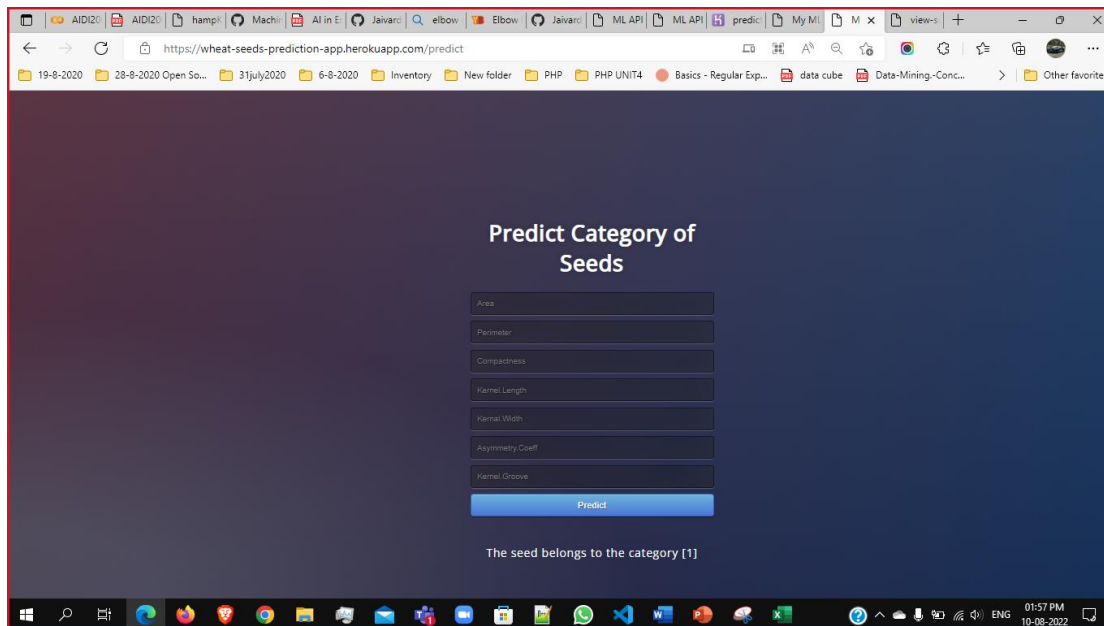 AIDI20 AIDI20 hampl Machin AI in E Jaivard elbow Elbow Jaivard ML API ML API predic My ML M view-s
https://wheat-seeds-prediction-app.herokuapp.com/predict
19-8-2020 28-8-2020 Open So... 31july2020 6-8-2020 Inventory New folder PHP PHP UNIT4 Basics - Regular Exp... data cube Data-Mining.-Conc... Other favorite
Predict Category of
Seeds
Area
Perimeter
Compactness
Kernel.Length
Kernal.Width
Asymmetry.Coeff
Kernel.Groove
Predict
The seed belongs to the category [1]
ENG 01:57 PM
10-08-2022